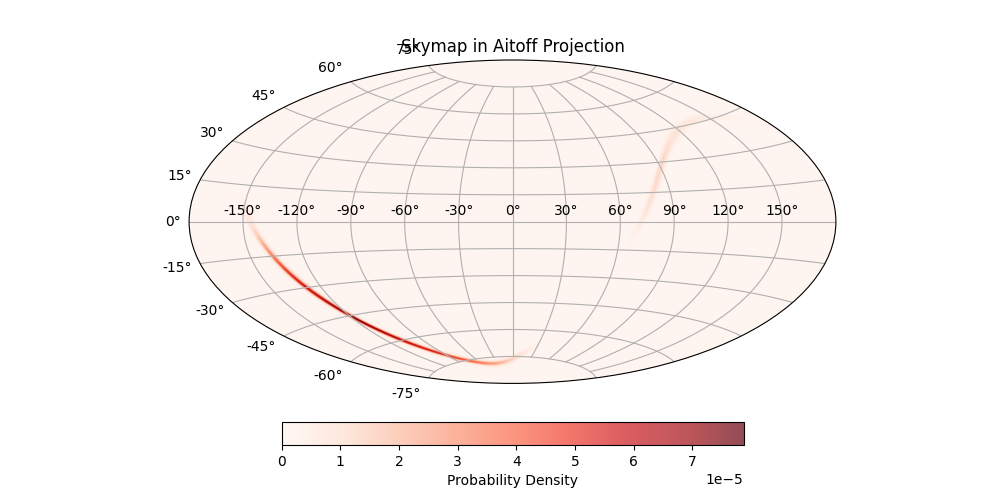 Skymap in Aitoff Projection
75°
60°
45°
30°
15°
-150° -120° -90° -60° -30° 0° 30° 60° 90° 120° 150°
0°
-15°
-30°
-45°
-60°
-75°
0 1 2 3 4 5 6 7
1e−5
Probability Density